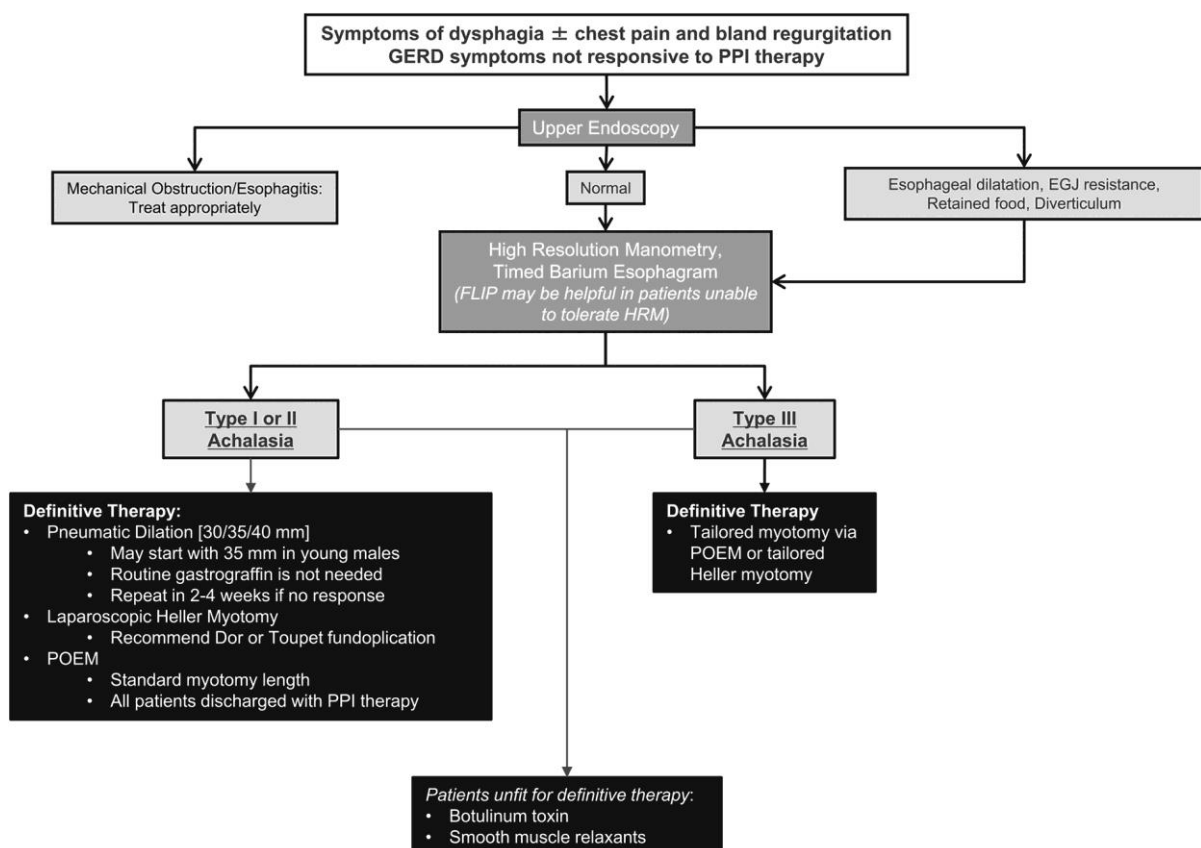 Symptoms of dysphagia ± chest pain and bland regurgitation
GERD symptoms not responsive to PPI therapy
Upper Endoscopy
Mechanical Obstruction/Esophagitis:
Treat appropriately
Normal
Esophageal dilatation, EGJ resistance,
Retained food, Diverticulum
High Resolution Manometry,
Timed Barium Esophagram
(FLIP may be helpful in patients unable
to tolerate HRM)
Type I or II
Achalasia
Type III
Achalasia
Definitive Therapy:
• Pneumatic Dilation [30/35/40 mm]
• May start with 35 mm in young males
• Routine gastrograffin is not needed
• Repeat in 2-4 weeks if no response
• Laparoscopic Heller Myotomy
• Recommend Dor or Toupet fundoplication
• POEM
• Standard myotomy length
• All patients discharged with PPI therapy
Definitive Therapy
• Tailored myotomy via
POEM or tailored
Heller myotomy
Patients unfit for definitive therapy:
• Botulinum toxin
• Smooth muscle relaxants